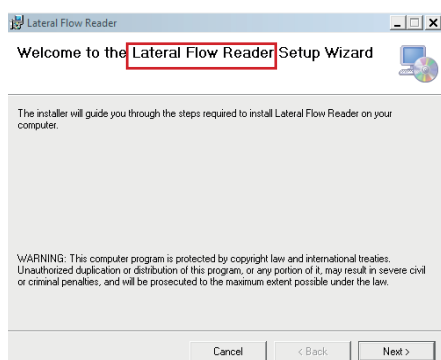 Lateral Flow Reader
Welcome to the Lateral Flow Reader Setup Wizard
The installer will guide you through the steps required to install Lateral Flow Reader on your
computer.
WARNING: This computer program is protected by copyright law and international treaties.
Unauthorized duplication or distribution of this program, or any portion of it, may result in severe civil
or criminal penalties, and will be prosecuted to the maximum extent possible under the law.
Cancel < Back Next >